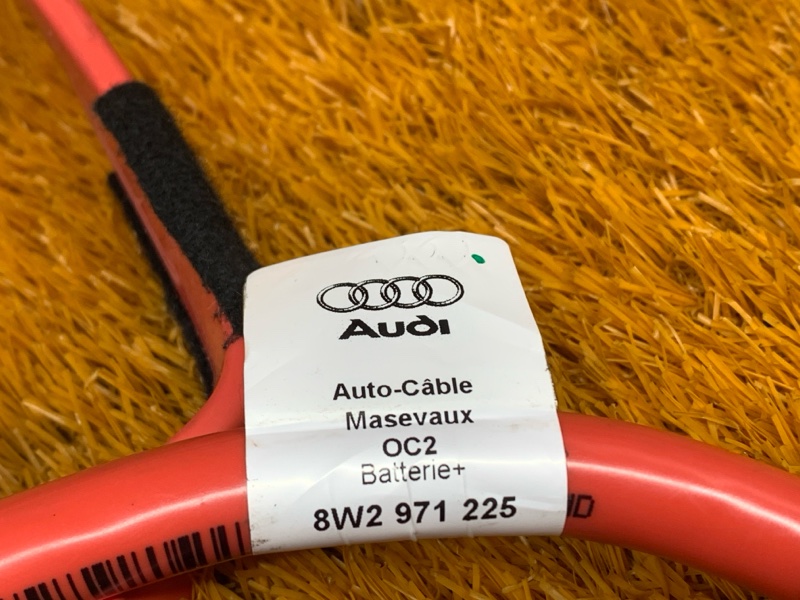 Audi
Auto-Câble
Masevaux
OC2
Batterie+
8W2 971 225